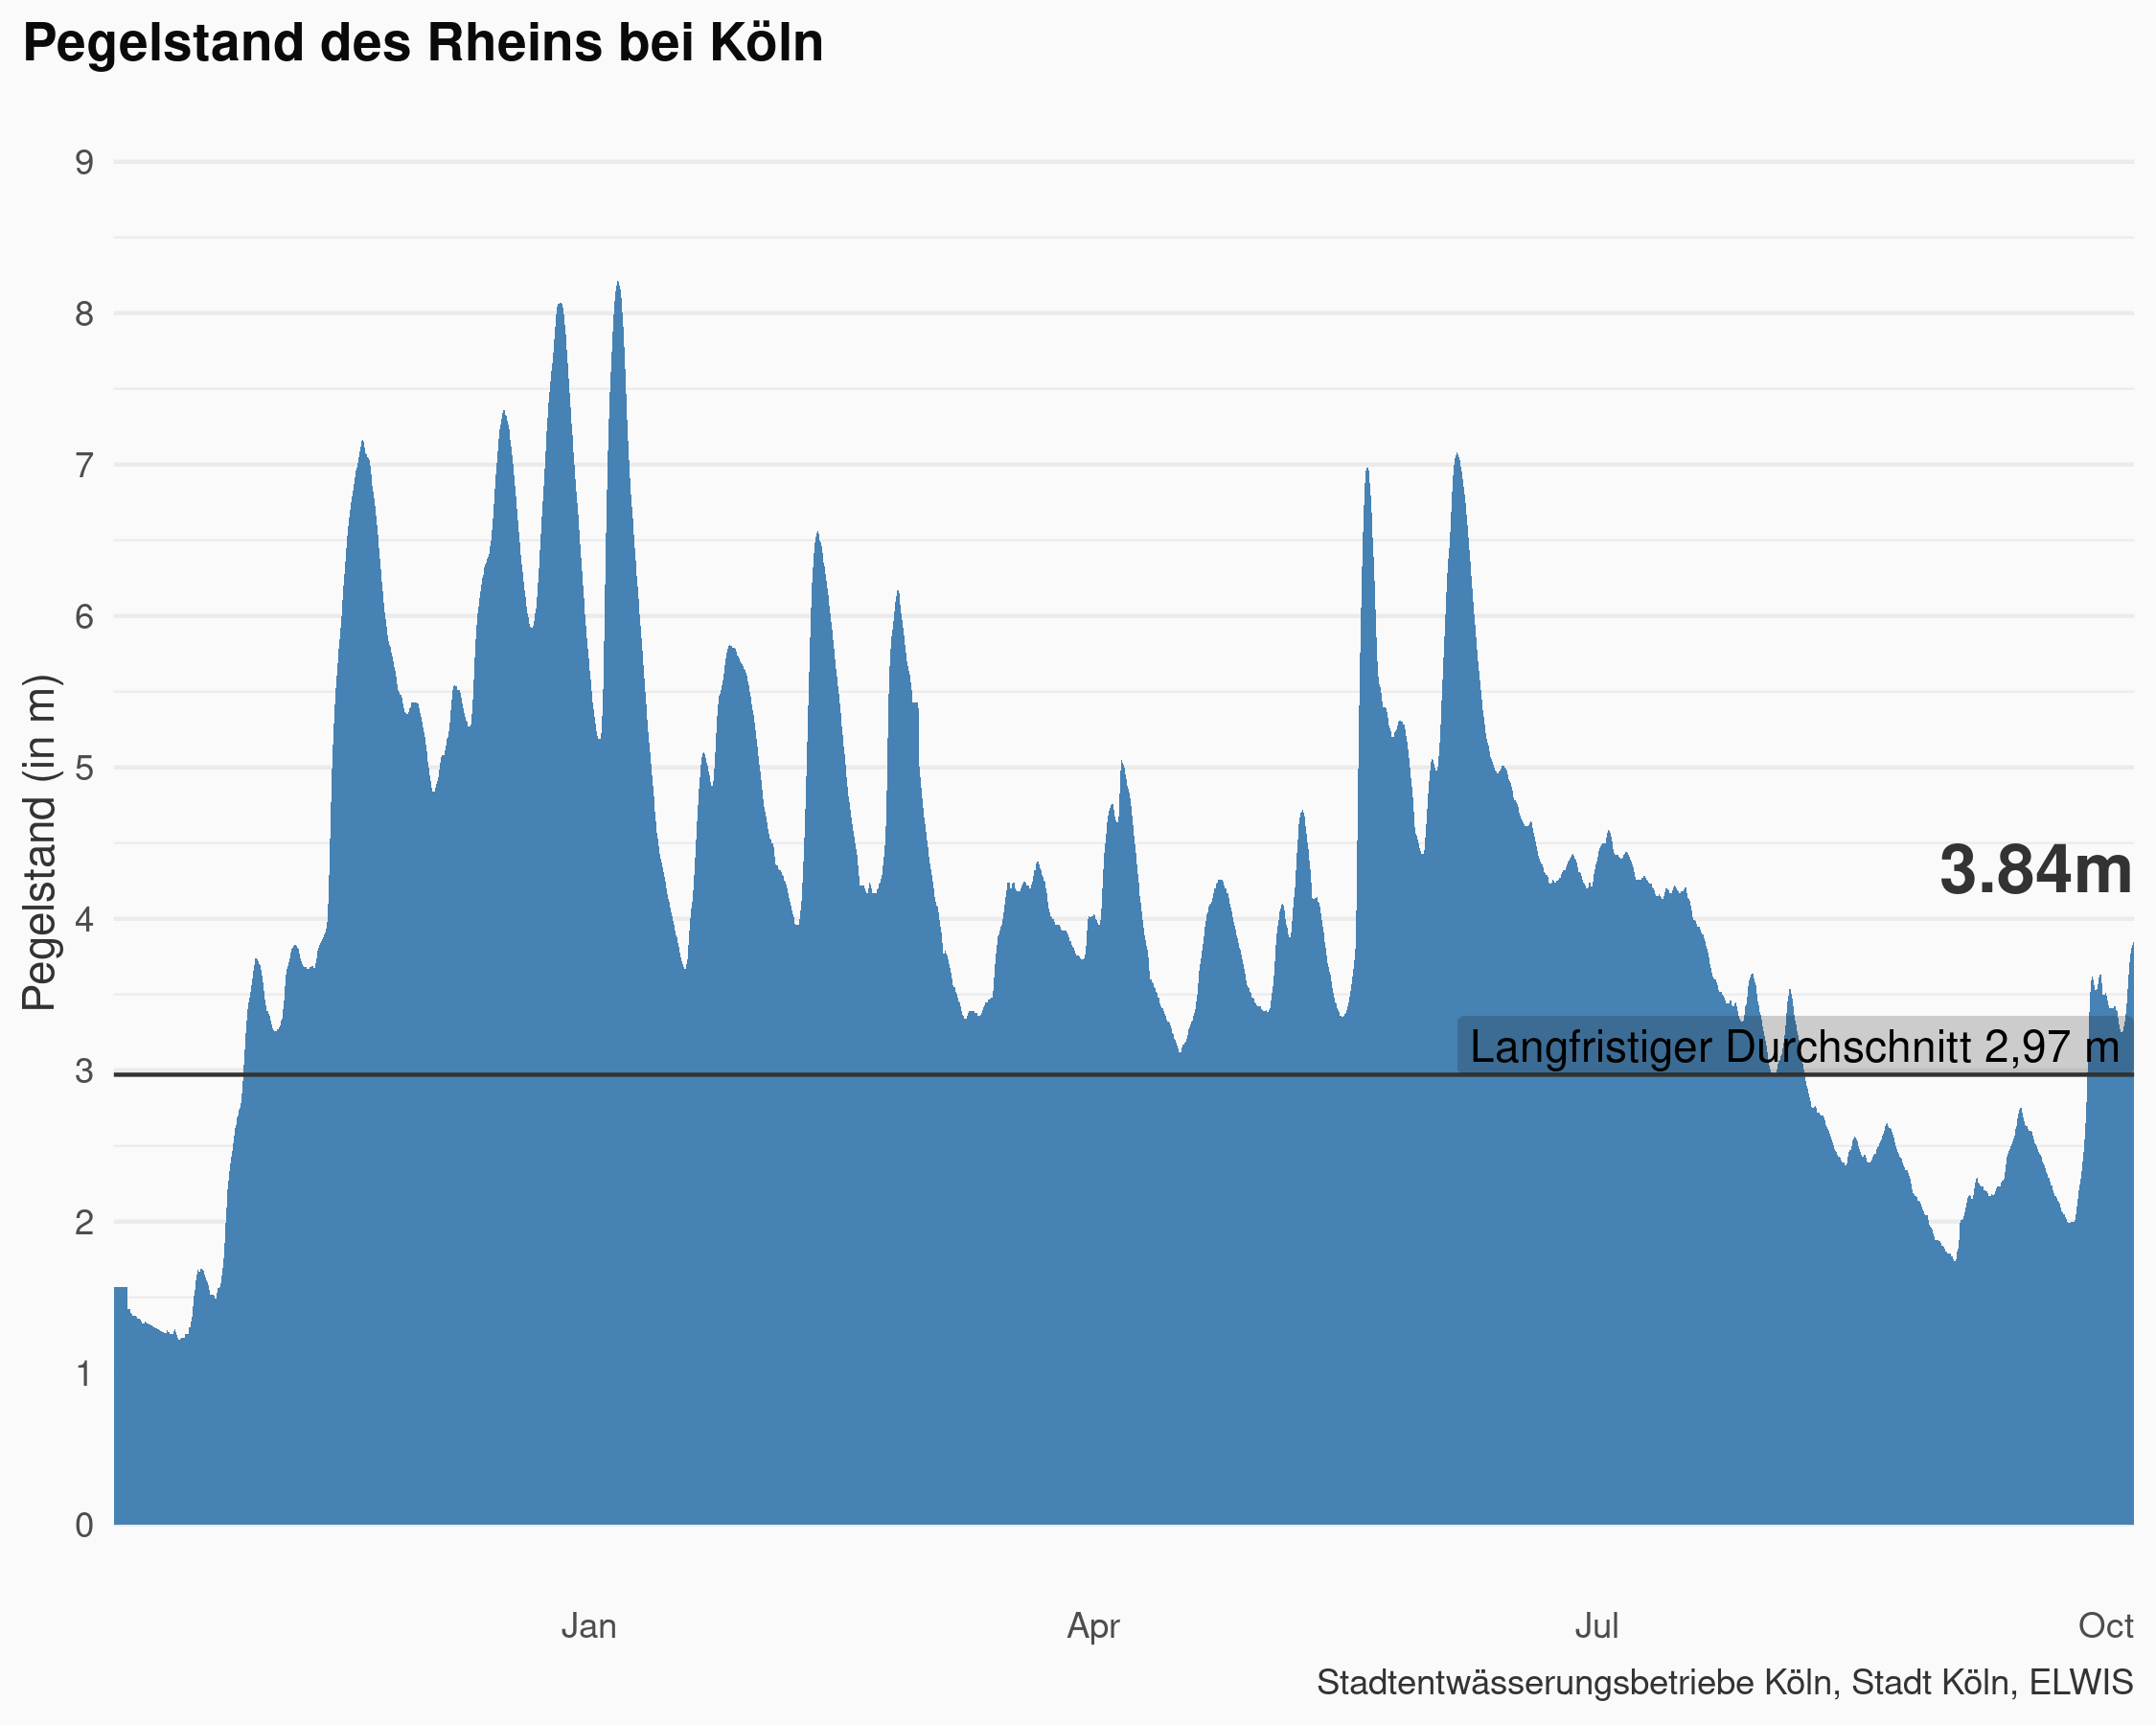 Pegelstand des Rheins bei Köln
Pegelstand (in m)
9
8
7
6
5
4
3
2
1
0
3.84m
Langfristiger Durchschnitt 2,97 m
Jan Apr Jul Oct
Stadtentwässerungsbetriebe Köln, Stadt Köln, ELWIS